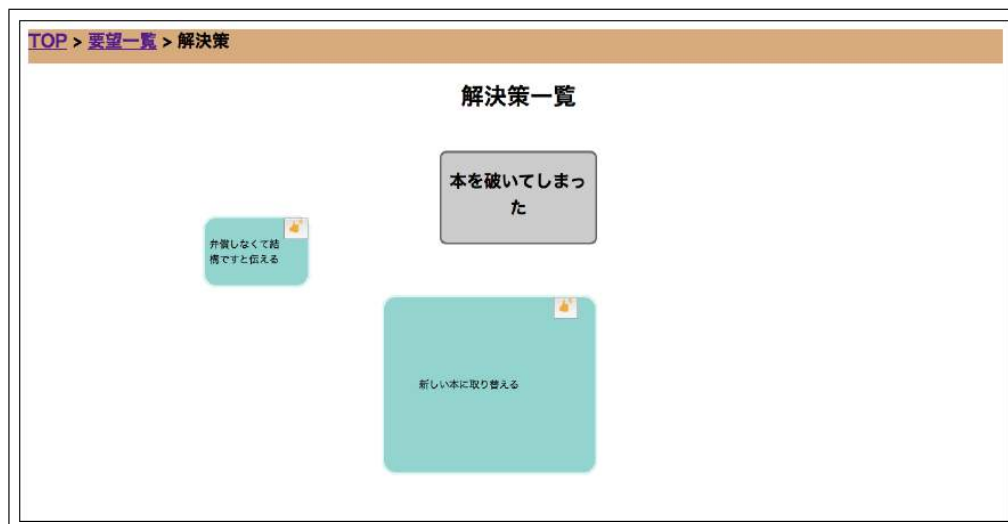 TOP > 要望一覧 > 解決策
解決策一覧
本を破いてしまっ
た
弁償しなくて結
構ですと伝える
新しい本に取り替える